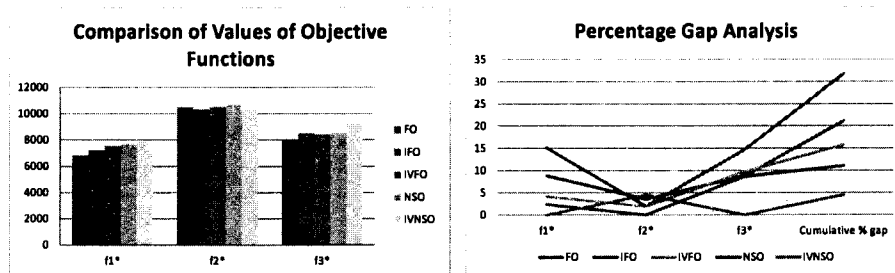 Comparison of Values of Objective
Functions
12000
10000
8000
6000
4000
2000
0
f1*
f2*
f3*
FO
IFO
IVFO
NSO
IVNSO
Percentage Gap Analysis
35
30
25
20
15
10
5
0
f1*
f2*
f3*
Cumulative % gap
FO
IFO
IVFO
NSO
IVNSO